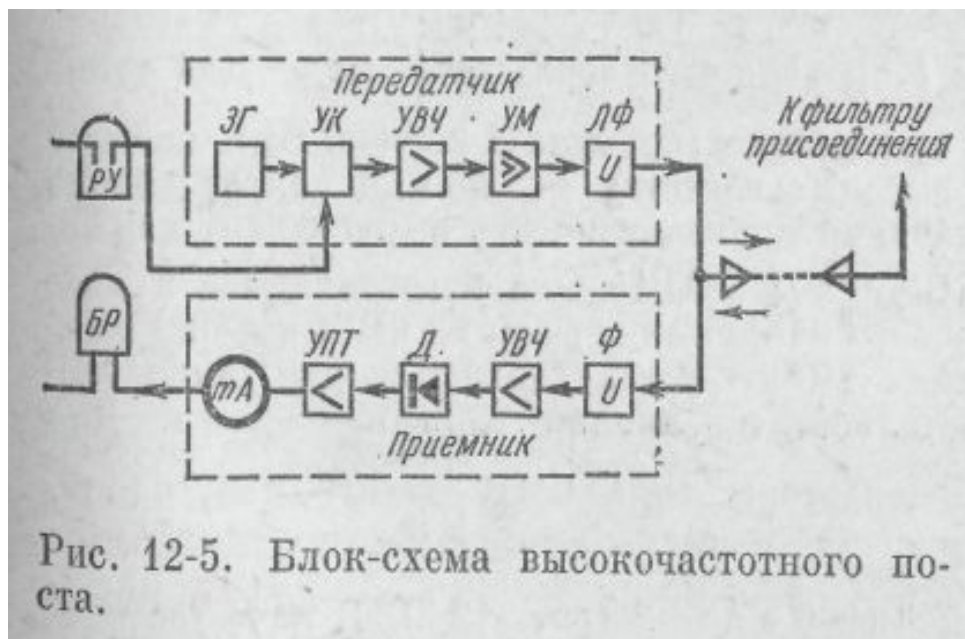 Передатчик
ЗГ УК УВЧ УМ ЛФ
К фильтру
присоединения
РУ
БР
УПТ Д УВЧ Ф
mA
Приемник
Рис. 12-5. Блок-схема высокочастотного по-
ста.